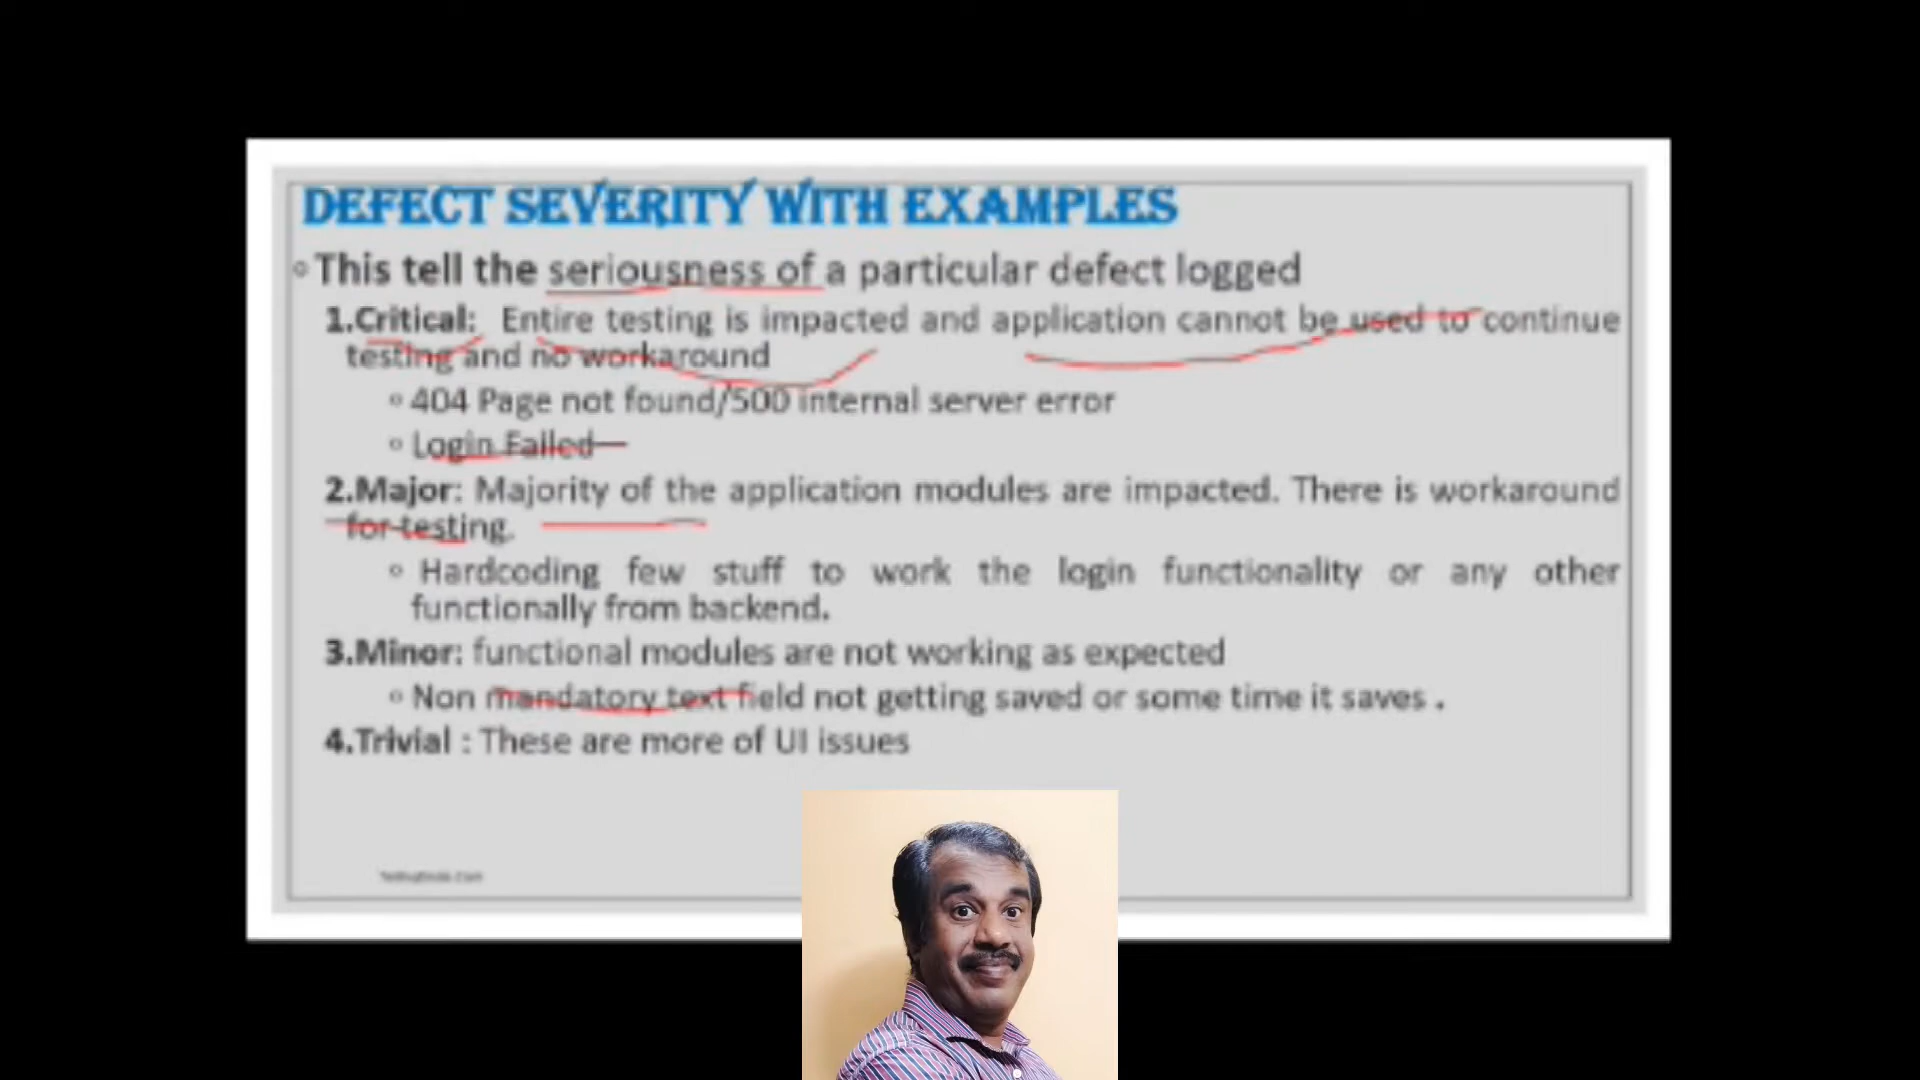 DEFECT SEVERITY WITH EXAMPLES
This tell the seriousness of a particular defect logged
1.Critical: Entire testing is impacted and application cannot be used to continue
testing and no workaround
404 Page not found/500 internal server error
Login Failed
2.Major: Majority of the application modules are impacted. There is workaround
for testing.
Hardcoding few stuff to work the login functionality or any other
functionally from backend.
3.Minor: functional modules are not working as expected
Non mandatory text field not getting saved or some time it saves .
4.Trivial : These are more of UI issues